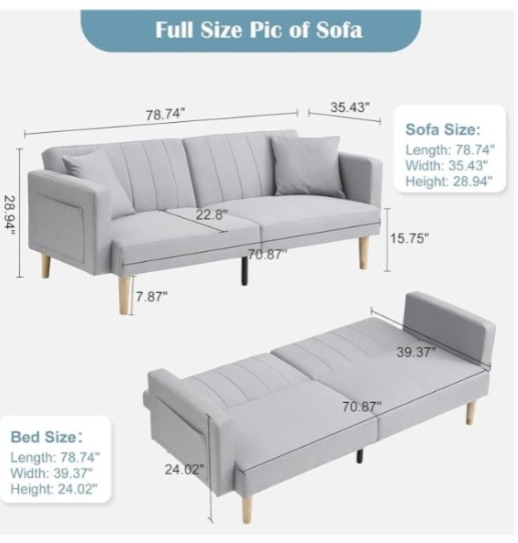 Full Size Pic of Sofa
78.74"
35.43"
Sofa Size:
Length: 78.74"
Width: 35.43"
Height: 28.94"
28.94"
22.8"
15.75"
70.87"
7.87"
39.37"
70.87"
Bed Size:
Length: 78.74"
Width: 39.37"
Height: 24.02"
24.02"